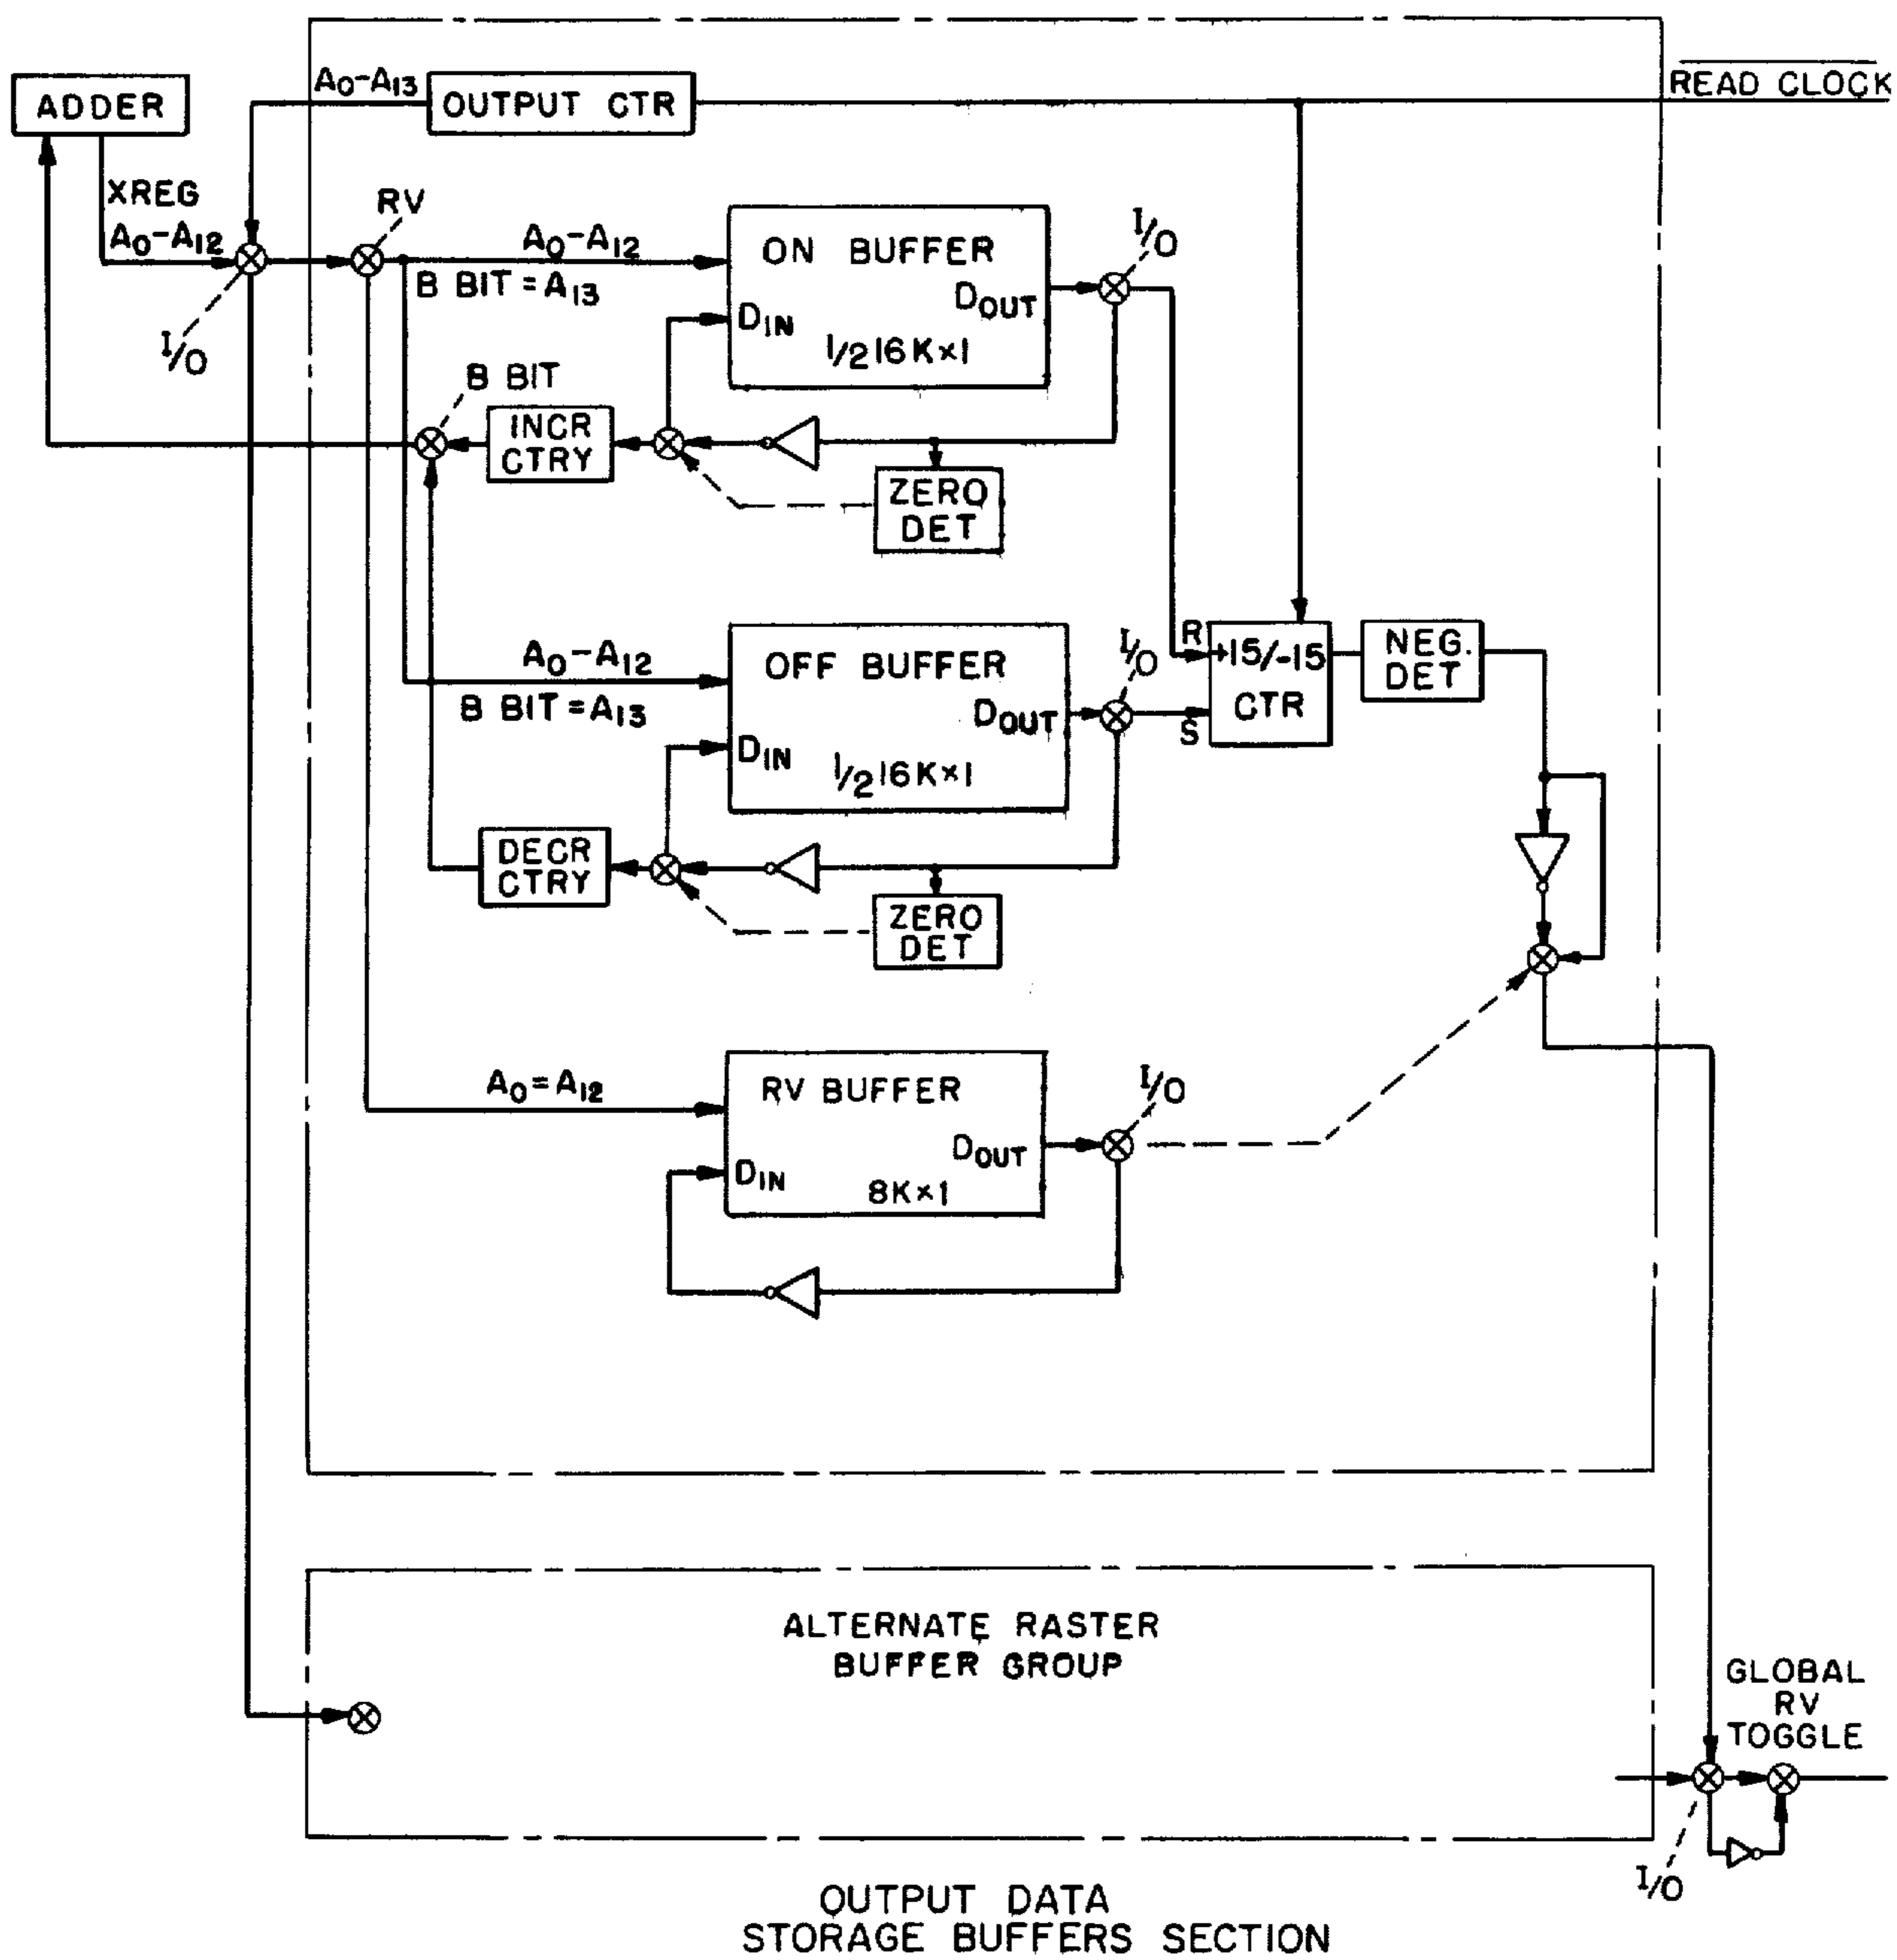 READ CLOCK
A0-A13
OUTPUT CTR
ADDER
XREG
A0-A12
I/O
RV
A0-A12
B BIT = A13
ON BUFFER
DOUT
DIN
1/2 16K×1
I/O
B BIT
INCR
CTRY
ZERO
DET
A0-A12
B BIT = A13
OFF BUFFER
DOUT
DIN
1/2 16K×1
I/O
R
S
+15/-15
CTR
NEG.
DET
DECR
CTRY
ZERO
DET
A0=A12
RV BUFFER
DOUT
DIN
8K×1
I/O
ALTERNATE RASTER
BUFFER GROUP
GLOBAL
RV
TOGGLE
I/O
OUTPUT DATA
STORAGE BUFFERS SECTION